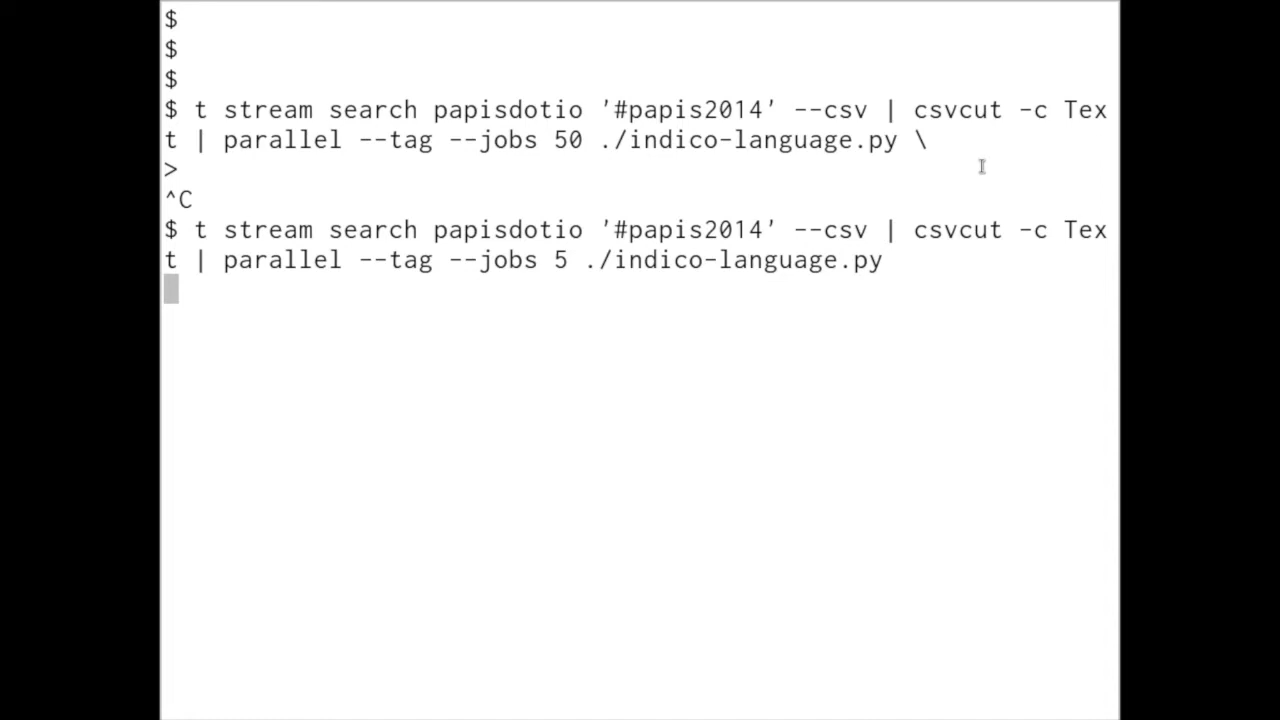 $
$
$
$ t stream search papisdotio '#papis2014' --csv | csvcut -c Tex
t | parallel --tag --jobs 50 ./indico-language.py \
>
^C
$ t stream search papisdotio '#papis2014' --csv | csvcut -c Tex
t | parallel --tag --jobs 5 ./indico-language.py